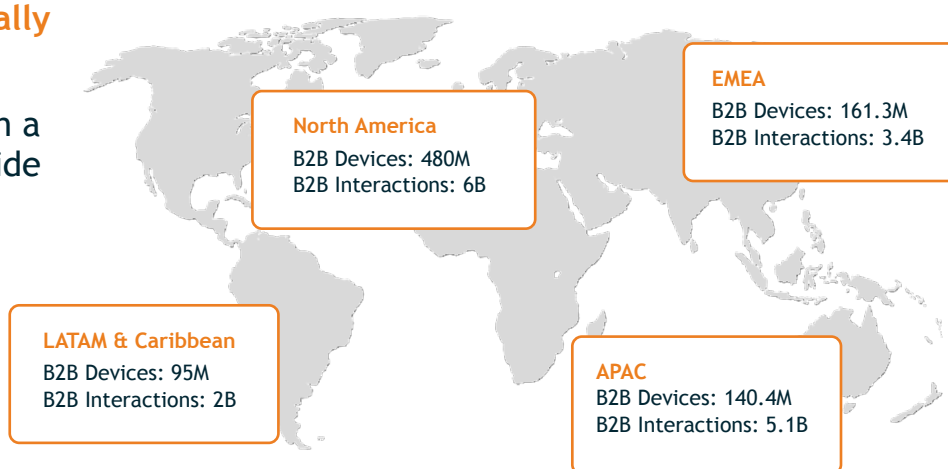 ally
n a
ide
North America
B2B Devices: 480M
B2B Interactions: 6B
EMEA
B2B Devices: 161.3M
B2B Interactions: 3.4B
LATAM & Caribbean
B2B Devices: 95M
B2B Interactions: 2B
APAC
B2B Devices: 140.4M
B2B Interactions: 5.1B